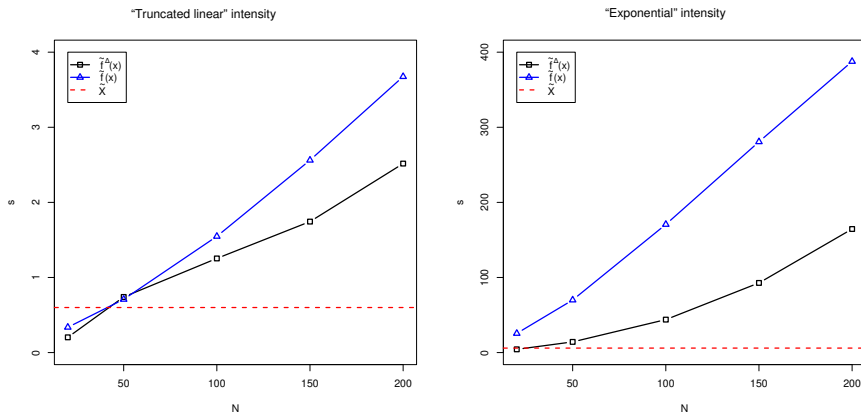 “Truncated linear” intensity
f̃^Δ(x)
f̃(x)
X̃
4
3
2
1
0
s
50 100 150 200
N
“Exponential” intensity
f̃^Δ(x)
f̃(x)
X̃
400
300
200
100
0
s
50 100 150 200
N